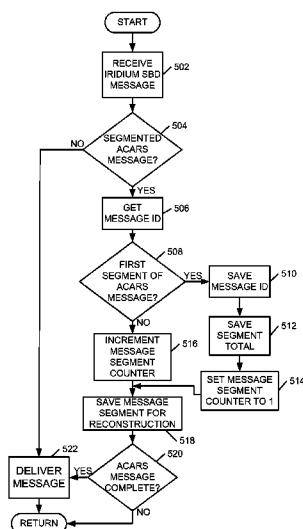 START
RECEIVE
IRIDIUM SBD
MESSAGE
502
504
SEGMENTED
ACARS
MESSAGE?
NO
YES
GET
MESSAGE ID
506
508
FIRST
SEGMENT OF
ACARS
MESSAGE?
YES
NO
SAVE
MESSAGE ID
510
SAVE
SEGMENT
TOTAL
512
SET MESSAGE
SEGMENT
COUNTER TO 1
514
INCREMENT
MESSAGE
SEGMENT
COUNTER
516
SAVE MESSAGE
SEGMENT FOR
RECONSTRUCTION
518
520
ACARS
MESSAGE
COMPLETE?
YES
NO
522
DELIVER
MESSAGE
RETURN